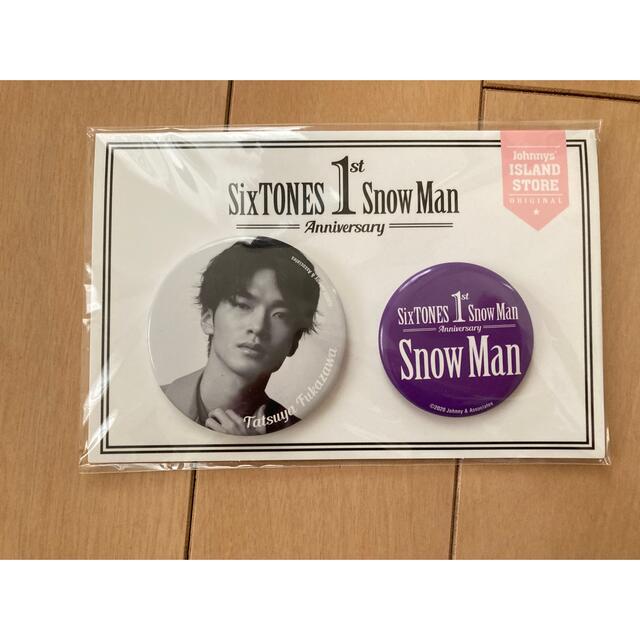 SixTONES 1st Snow Man
Anniversary
Johnnys'
ISLAND
STORE
ORIGINAL
& Associates
Tatsuya Fukazawa
SixTONES 1st Snow Man
Anniversary
Snow Man
©2020 Johnny & Associates